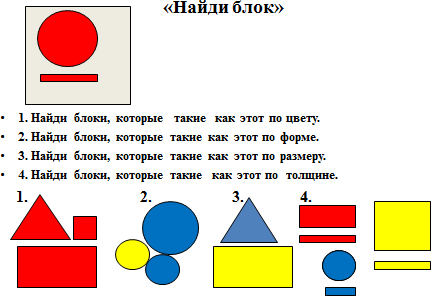 «Найди блок»
• 1. Найди блоки, которые такие как этот по цвету.
• 2. Найди блоки, которые такие как этот по форме.
• 3. Найди блоки, которые такие как этот по размеру.
• 4. Найди блоки, которые такие как этот по толщине.
1. 2. 3. 4.